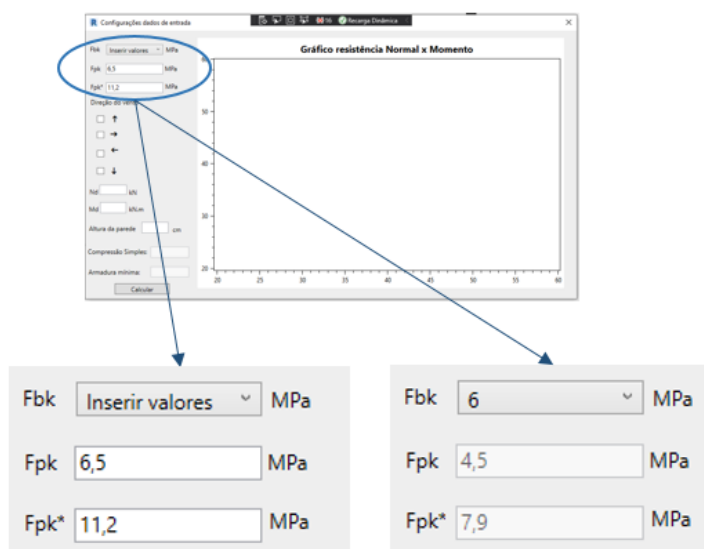 Configurações dados de entrada
16 Recarga Dinâmica
Fbk Inserir valores MPa
Fpk 6,5 MPa
Fpk* 11,2 MPa
Direção do vento
Nd kN
Md kN.m
Altura da parede cm
Compressão Simples:
Armadura mínima:
Calcular
Gráfico resistência Normal x Momento
60
50
40
30
20
20 25 30 35 40 45 50 55 60
Fbk Inserir valores MPa
Fpk 6,5 MPa
Fpk* 11,2 MPa
Fbk 6 MPa
Fpk 4,5 MPa
Fpk* 7,9 MPa